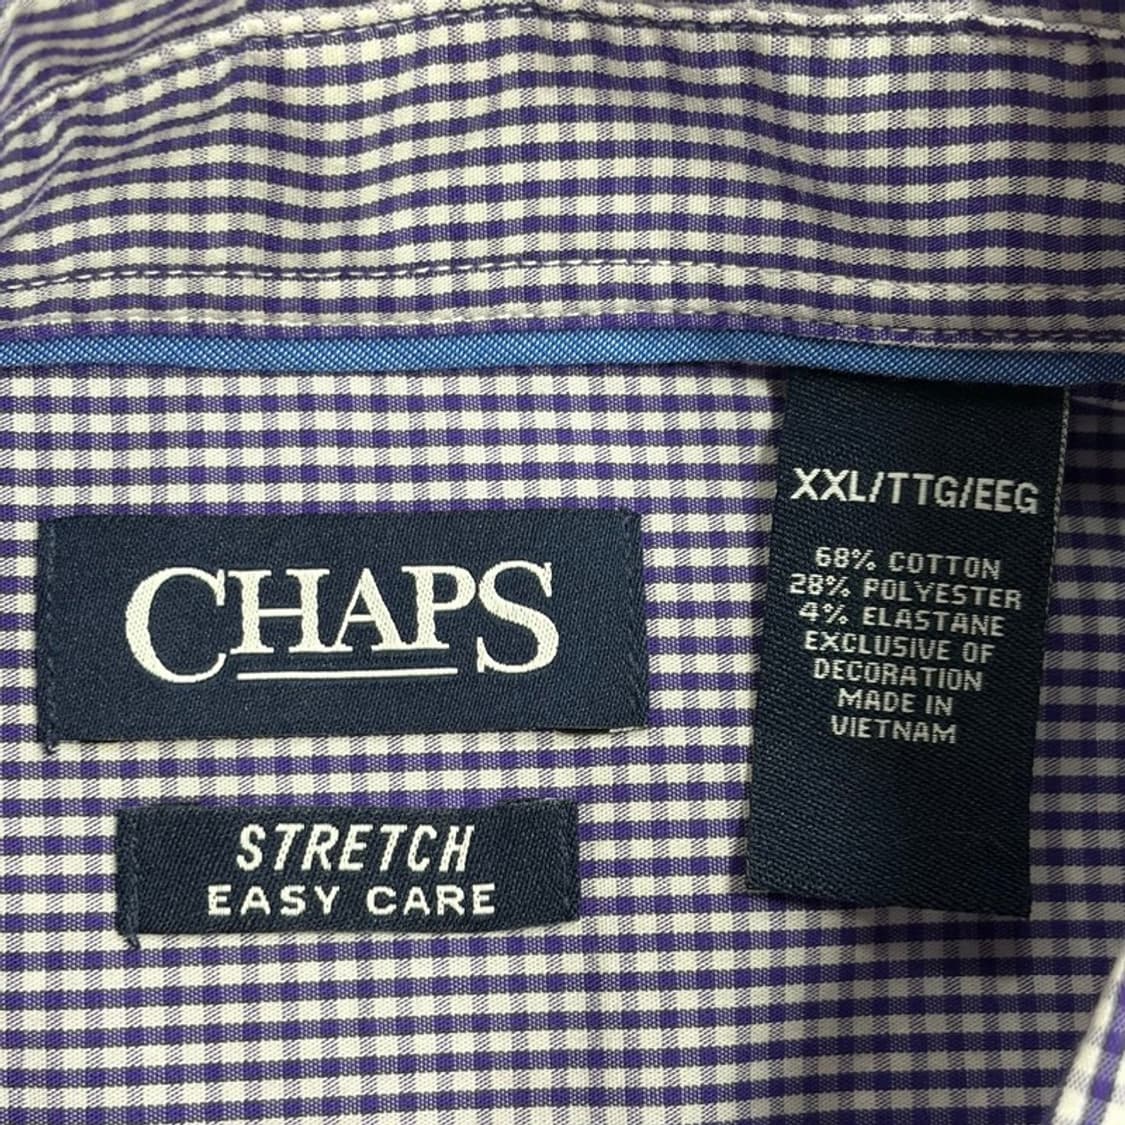 CHAPS
STRETCH
EASY CARE
XXL/TTG/EEG
68% COTTON
28% POLYESTER
4% ELASTANE
EXCLUSIVE OF
DECORATION
MADE IN
VIETNAM